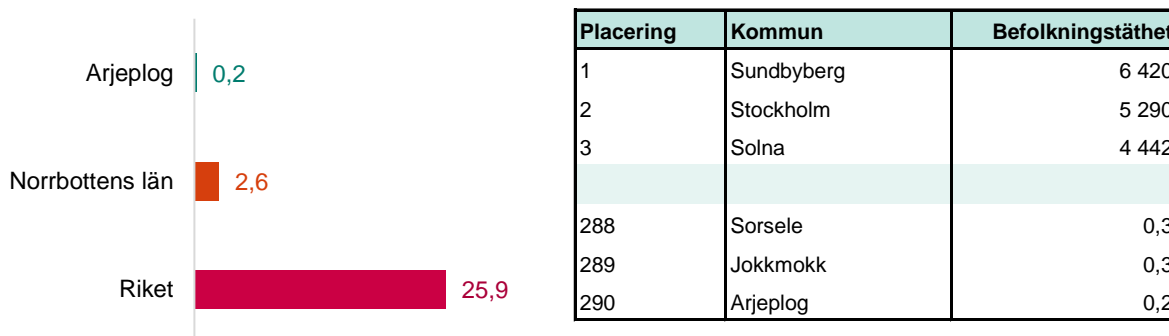 Arjeplog 0,2
Norrbottens län 2,6
Riket 25,9
Placering Kommun Befolkningstäthet
1 Sundbyberg 6 420
2 Stockholm 5 290
3 Solna 4 442
288 Sorsele 0,3
289 Jokkmokk 0,3
290 Arjeplog 0,2